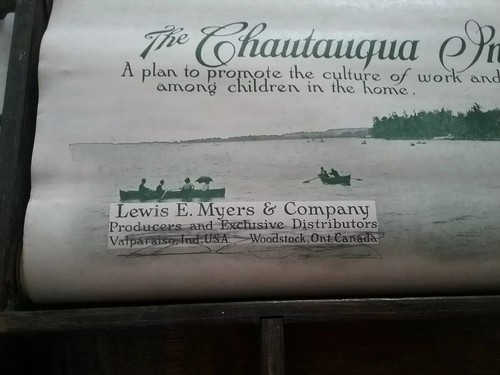 The Chautauqua
A plan to promote the culture of work and
among children in the home.
Lewis E. Myers & Company
Producers and Exclusive Distributors
Valparaiso, Ind. U.S.A. Woodstock, Ont. Canada